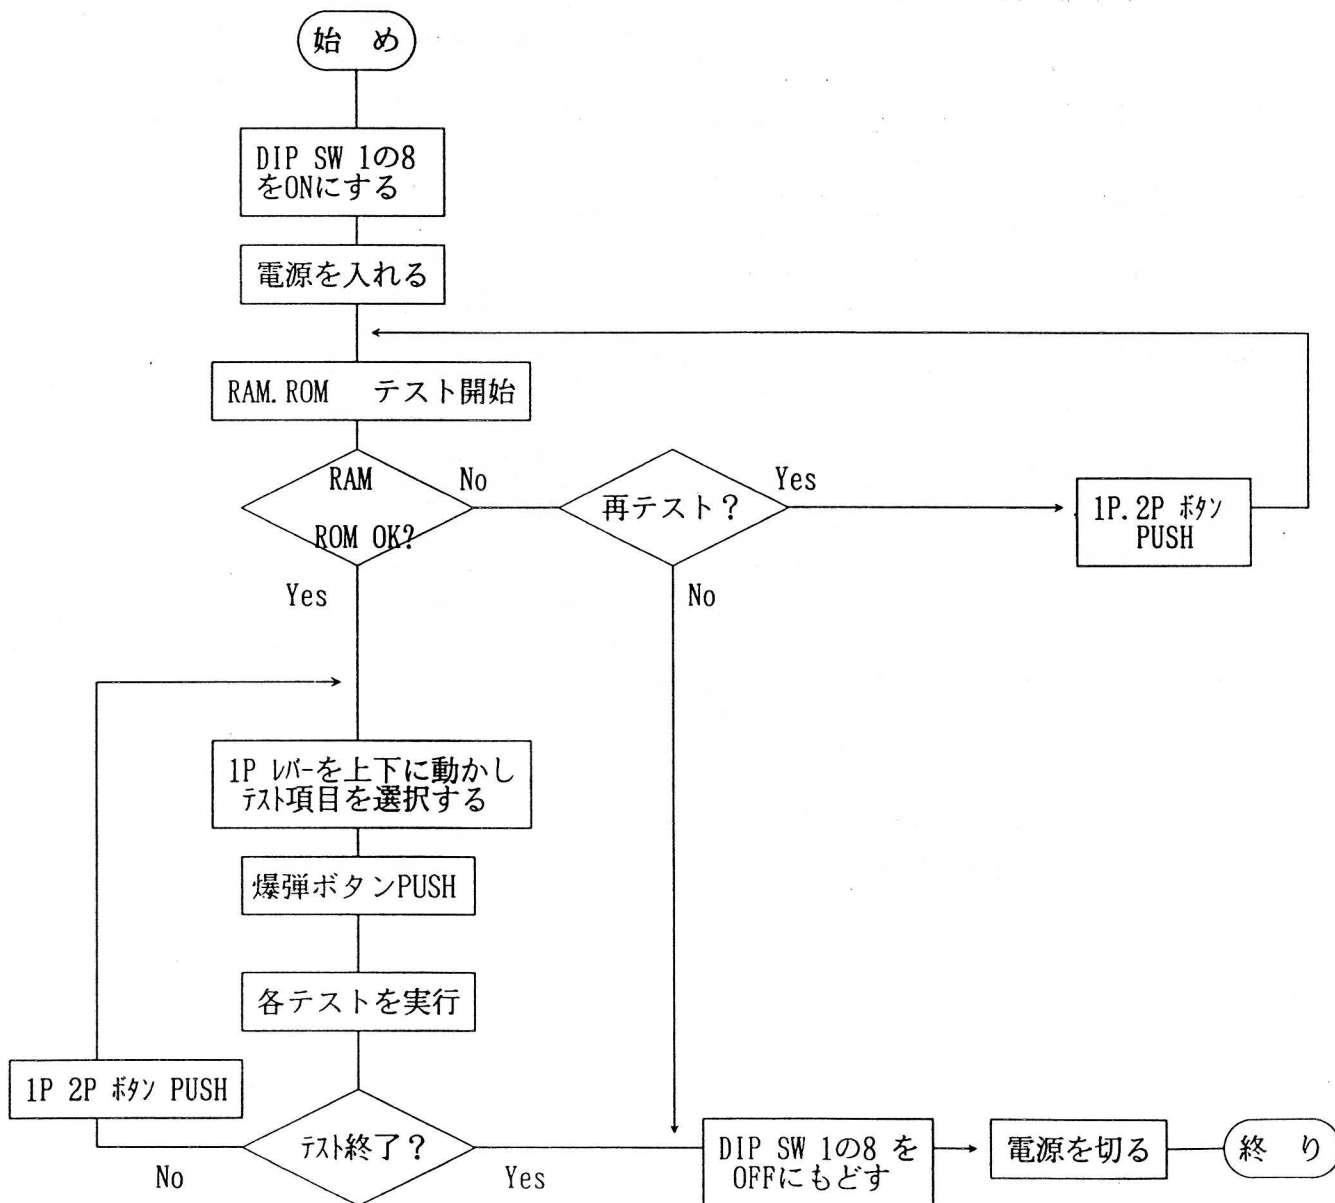 始 め
DIP SW 1の8
をONにする
電源を入れる
RAM.ROM テスト開始
RAM
ROM OK?
No
Yes
再テスト?
Yes
No
1P.2P ボタン
PUSH
1P レバーを上下に動かし
テスト項目を選択する
爆弾ボタンPUSH
各テストを実行
1P 2P ボタン PUSH
テスト終了?
No
Yes
DIP SW 1の8 を
OFFにもどす
電源を切る
終 り